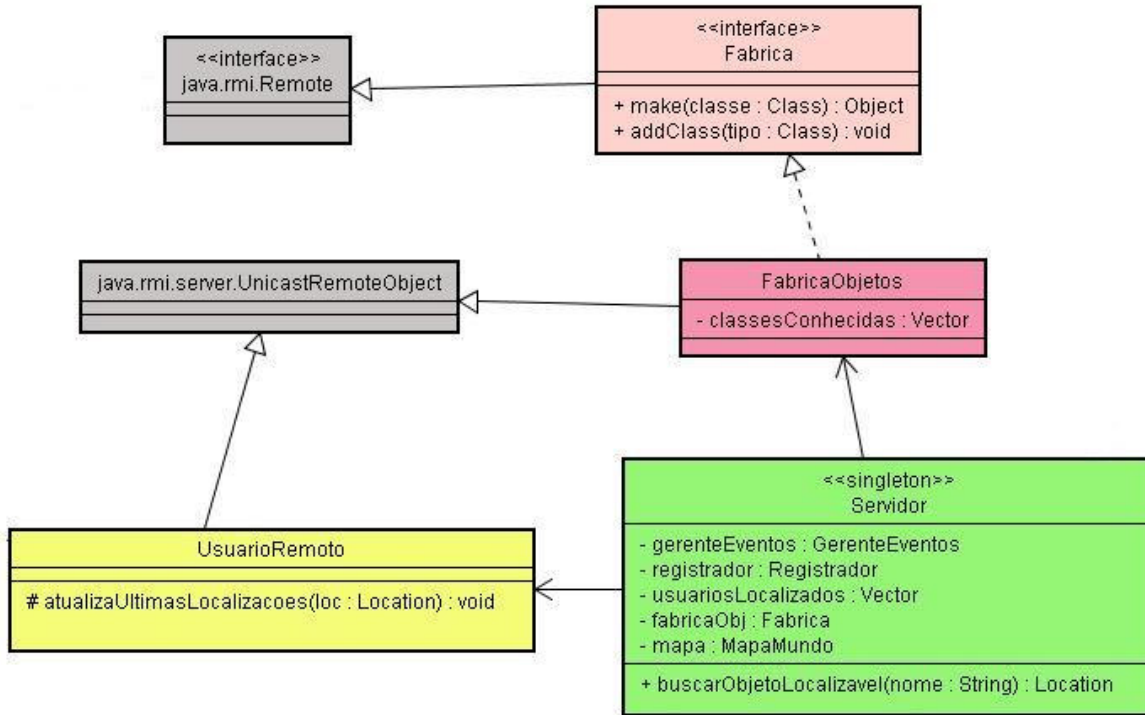 <<interface>>
java.rmi.Remote
<<interface>>
Fabrica
+ make(classe : Class) : Object
+ addClass(tipo : Class) : void
java.rmi.server.UnicastRemoteObject
FabricaObjetos
- classesConhecidas : Vector
UsuarioRemoto
# atualizaUltimasLocalizacoes(loc : Location) : void
<<singleton>>
Servidor
- gerenteEventos : GerenteEventos
- registrador : Registrador
- usuariosLocalizados : Vector
- fabricaObj : Fabrica
- mapa : MapaMundo
+ buscarObjetoLocalizavel(nome : String) : Location